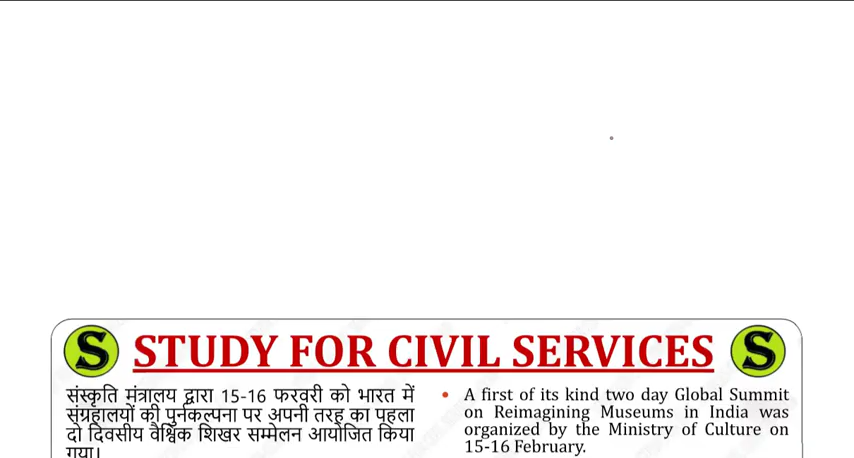 S STUDY FOR CIVIL SERVICES S
संस्कृति मंत्रालय द्वारा 15-16 फरवरी को भारत में
संग्रहालयों की पुर्नकल्पना पर अपनी तरह का पहला
दो दिवसीय वैश्विक शिखर सम्मेलन आयोजित किया
गया।
• A first of its kind two day Global Summit
on Reimagining Museums in India was
organized by the Ministry of Culture on
15-16 February.